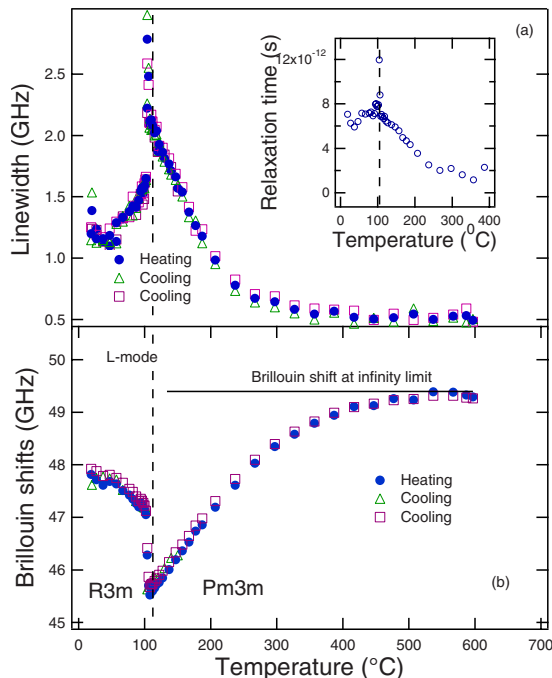 (a)
Linewidth (GHz)
2.5
2.0
1.5
1.0
0.5
Heating
Cooling
Cooling
Relaxation time (s)
12x10-12
8
4
0
0 100 200 300 400
Temperature (0C)
L-mode
Brillouin shift at infinity limit
Brillouin shifts (GHz)
50
49
48
47
46
45
Heating
Cooling
Cooling
(b)
R3m
Pm3m
0 100 200 300 400 500 600 700
Temperature (°C)